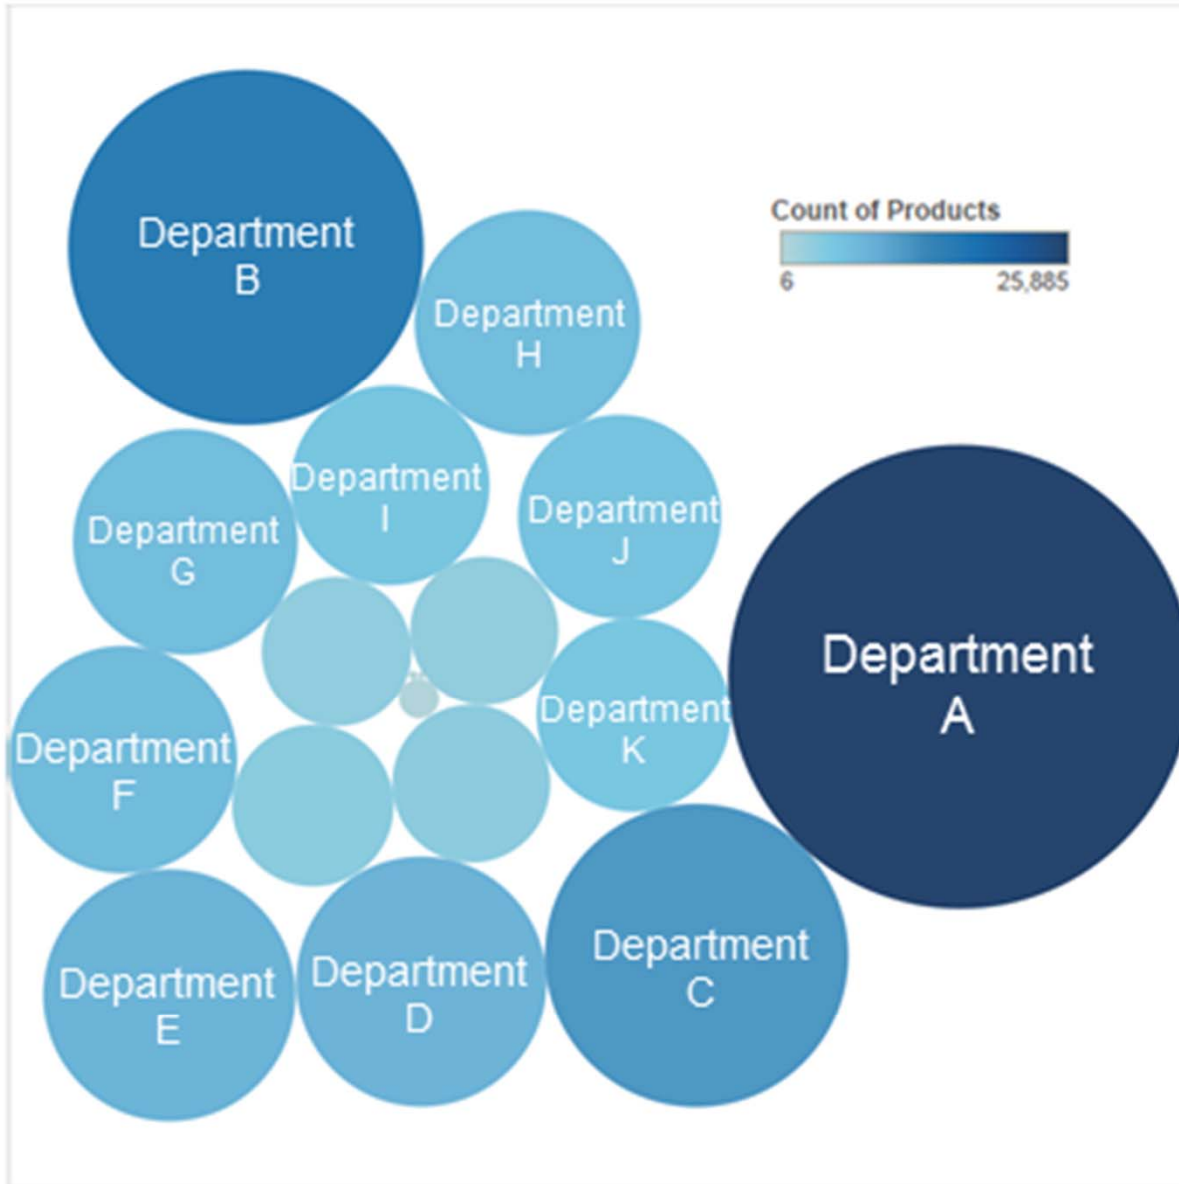 Department
B
Department
H
Count of Products
6
25,885
Department
I
Department
G
Department
J
Department
A
Department
K
Department
F
Department
C
Department
D
Department
E